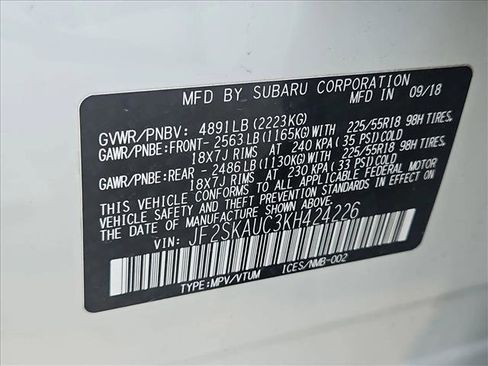 MFD BY SUBARU CORPORATION MFD IN 09/18
GVWR/PNBV: 4891LB (2223KG)
GAWR/PNBE:FRONT- 2563LB (1165KG) WITH 225/55R18 98H TIRES,
18x7J RIMS AT 240 KPA (35 PSI) COLD
GAWR/PNBE:REAR - 2486LB (1130KG) WITH 225/55R18 98H TIRES,
18x7J RIMS AT 230 KPA (33 PSI) COLD
THIS VEHICLE CONFORMS TO ALL APPLICABLE FEDERAL MOTOR
VEHICLE SAFETY STANDARDS IN EFFECT ON THE
DATE OF MANUFACTURE SHOWN ABOVE.
VIN: JF2SKAUC3KH424226
TYPE:MPV/VTUM ICES/NMB-002